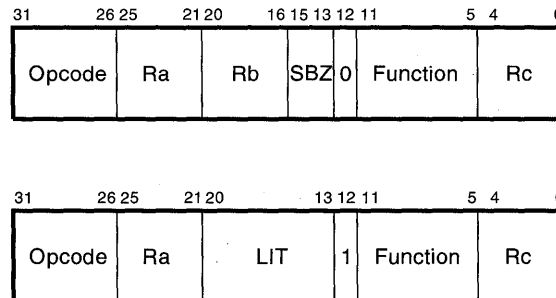 31 26 25 21 20 16 15 13 12 11 5 4
Opcode Ra Rb SBZ 0 Function Rc
31 26 25 21 20 13 12 11 5 4
Opcode Ra LIT 1 Function Rc